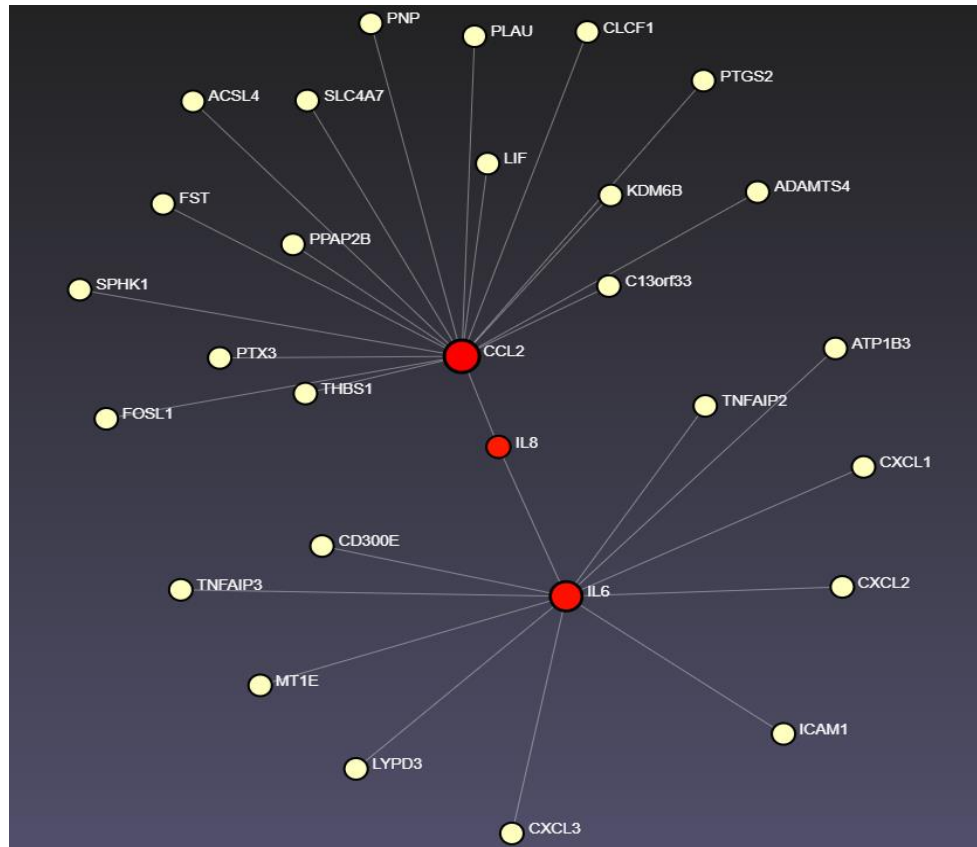 PNP
PLAU
CLCF1
PTGS2
ACSL4
SLC4A7
LIF
KDM6B
ADAMTS4
FST
PPAP2B
C13orf33
SPHK1
ATP1B3
CCL2
PTX3
THBS1
TNFAIP2
FOSL1
IL8
CXCL1
CD300E
TNFAIP3
IL6
CXCL2
MT1E
ICAM1
LYPD3
CXCL3